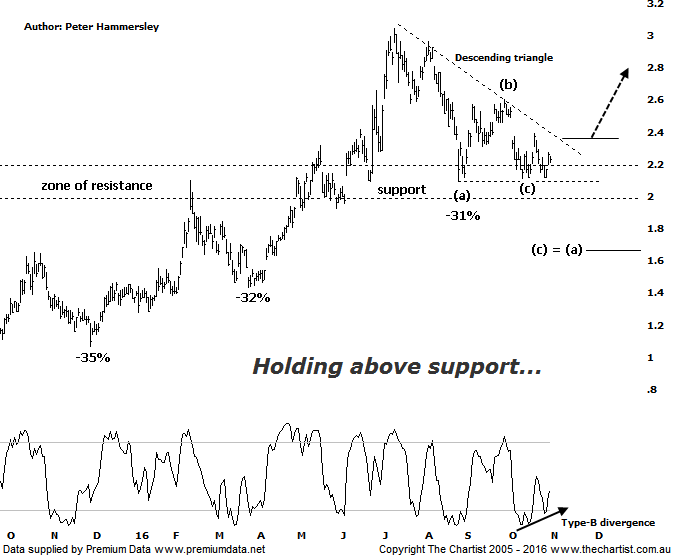 3.2
Author: Peter Hammersley
3
Descending triangle
2.8
(b)
2.6
2.4
2.2
zone of resistance
support
(a)
(c)
2
-31%
1.8
(c) = (a)
1.6
1.4
-32%
1.2
-35%
1
Holding above support...
.8
Type-B divergence
O N D 16 F M A M J J A S O N D
Data supplied by Premium Data www.premiumdata.net
Copyright The Chartist 2005 - 2016 www.thechartist.com.au